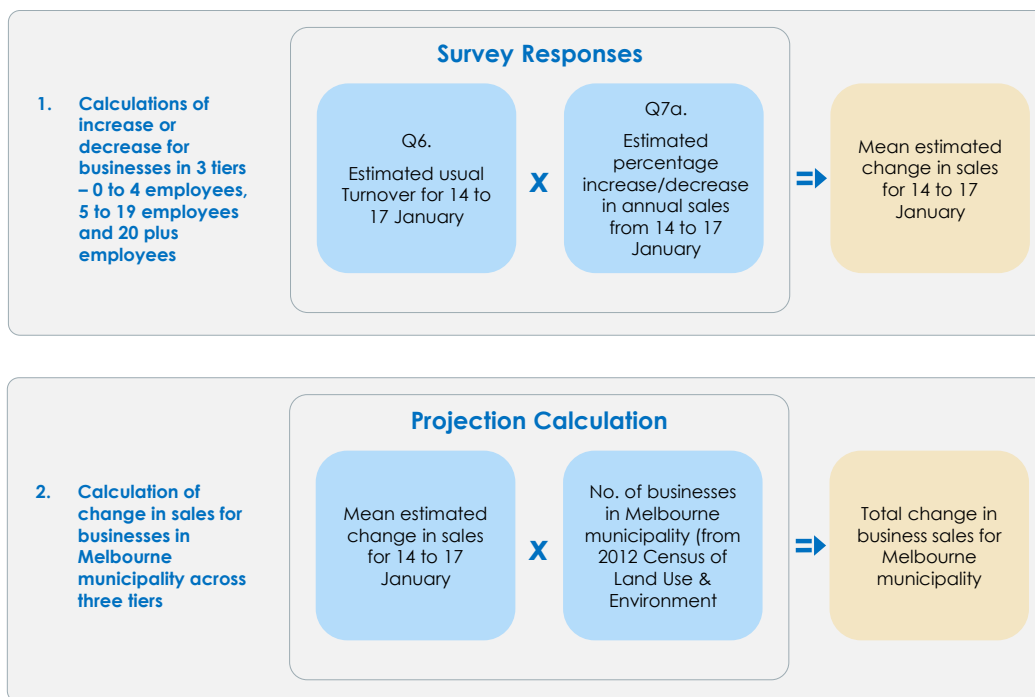 Survey Responses
1. Calculations of
increase or
decrease for
businesses in 3 tiers
– 0 to 4 employees,
5 to 19 employees
and 20 plus
employees
Q6.
Estimated usual
Turnover for 14 to
17 January
X
Q7a.
Estimated
percentage
increase/decrease
in annual sales
from 14 to 17
January
Mean estimated
change in sales
for 14 to 17
January
Projection Calculation
2. Calculation of
change in sales for
businesses in
Melbourne
municipality across
three tiers
Mean estimated
change in sales
for 14 to 17
January
X
No. of businesses
in Melbourne
municipality (from
2012 Census of
Land Use &
Environment
Total change in
business sales for
Melbourne
municipality